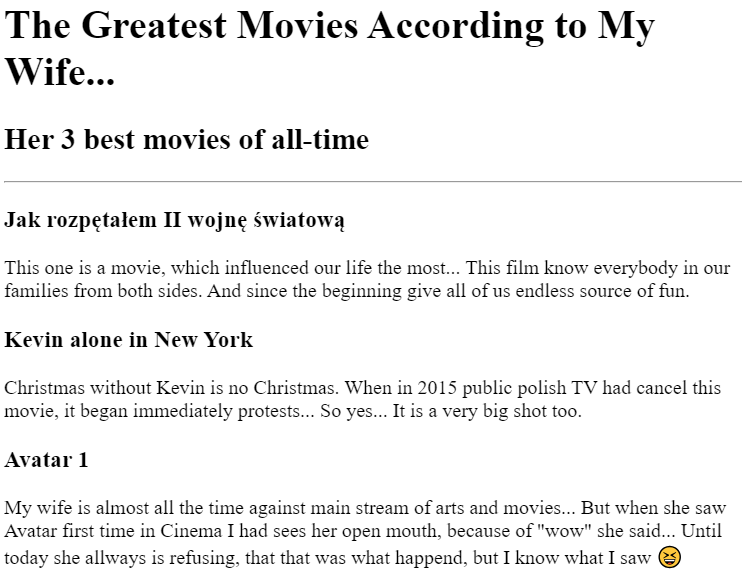 The Greatest Movies According to My
Wife...
Her 3 best movies of all-time
Jak rozpętałem II wojnę światową
This one is a movie, which influenced our life the most... This film know everybody in our
families from both sides. And since the beginning give all of us endless source of fun.
Kevin alone in New York
Christmas without Kevin is no Christmas. When in 2015 public polish TV had cancel this
movie, it began immediately protests... So yes... It is a very big shot too.
Avatar 1
My wife is almost all the time against main stream of arts and movies... But when she saw
Avatar first time in Cinema I had sees her open mouth, because of "wow" she said... Until
today she allways is refusing, that that was what happend, but I know what I saw 😆